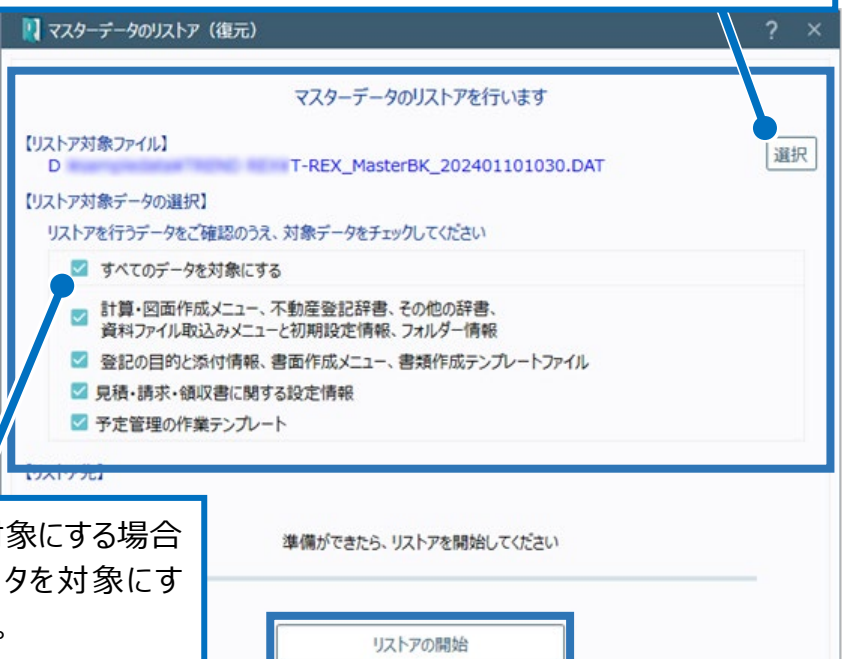 マスターデータのリストア（復元）
? ×
マスターデータのリストアを行います
【リストア対象ファイル】
D T-REX_MasterBK_202401101030.DAT
選択
【リストア対象データの選択】
リストアを行うデータをご確認のうえ、対象データをチェックしてください
すべてのデータを対象にする
計算・図面作成メニュー、不動産登記辞書、その他の辞書、
資料ファイル取込みメニューと初期設定情報、フォルダー情報
登記の目的と添付情報、書面作成メニュー、書類作成テンプレートファイル
見積・請求・領収書に関する設定情報
予定管理の作業テンプレート
【リストア先】
準備ができたら、リストアを開始してください
対象にする場合
タを対象にす
。
リストアの開始